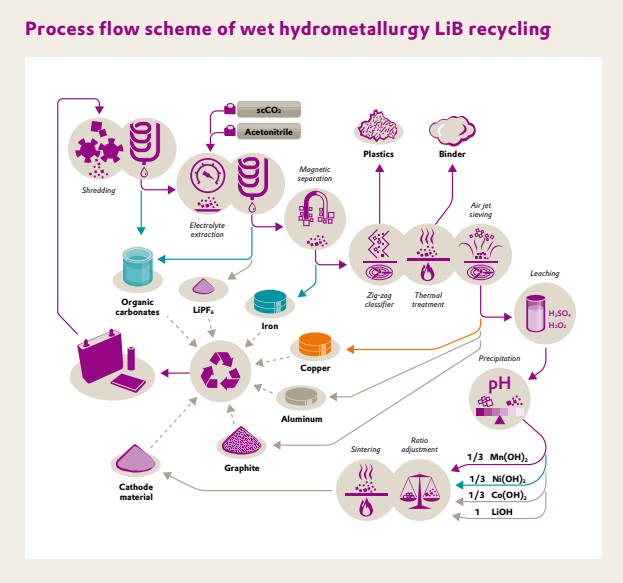 Process flow scheme of wet hydrometallurgy LiB recycling
scCO₂
Acetonitrile
Plastics
Binder
Magnetic
separation
Shredding
Electrolyte
extraction
Air jet
sieving
Zig-zag
classifier
Thermal
treatment
Leaching
Organic
carbonates
LiPF₆
Iron
H₂SO₄
H₂O₂
Copper
Precipitation
pH
Aluminum
Graphite
Cathode
material
Sintering
Ratio
adjustment
1/3 Mn(OH)₂
1/3 Ni(OH)₂
1/3 Co(OH)₂
1 LiOH